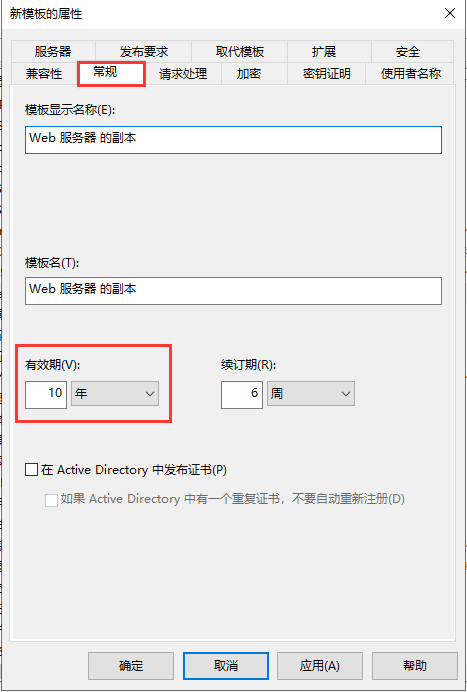 新模板的属性
服务器 发布要求 取代模板 扩展 安全
兼容性 常规 请求处理 加密 密钥证明 使用者名称
模板显示名称(E):
Web 服务器 的副本
模板名(T):
Web 服务器 的副本
有效期(V): 续订期(R):
10 年 6 周
在 Active Directory 中发布证书(P)
如果 Active Directory 中有一个重复证书，不要自动重新注册(D)
确定 取消 应用(A) 帮助